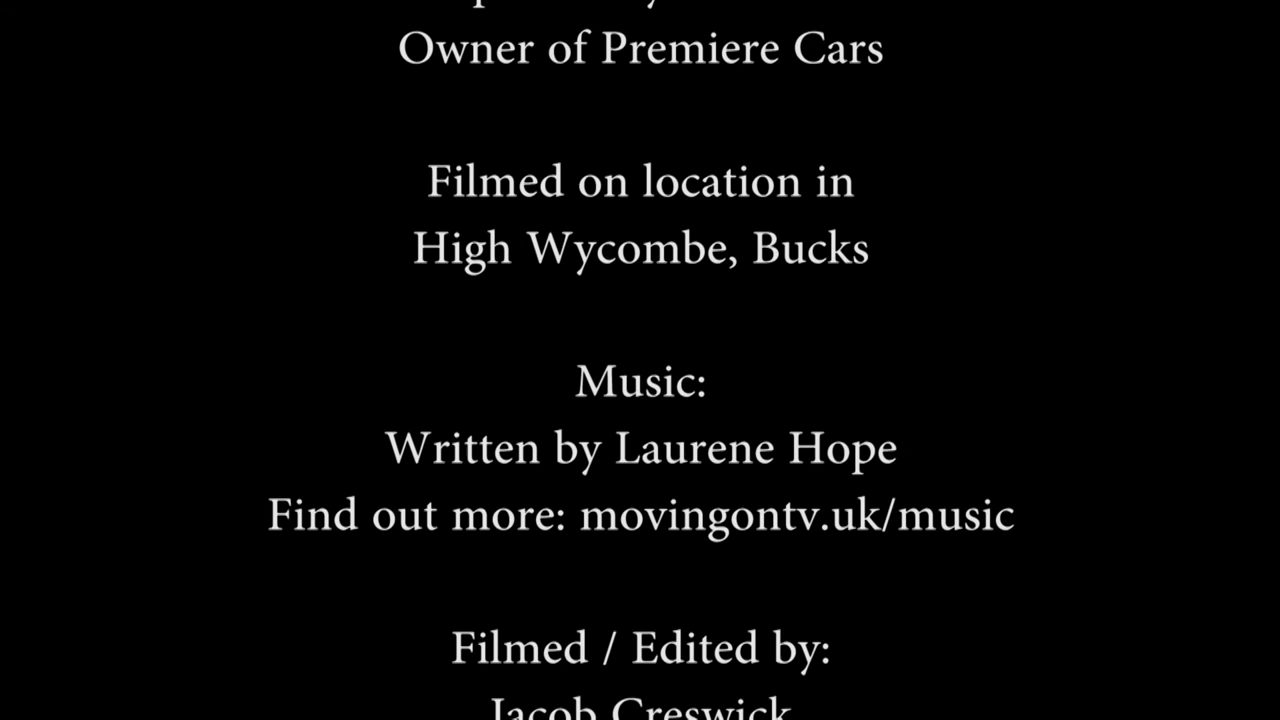 Owner of Premiere Cars
Filmed on location in
High Wycombe, Bucks
Music:
Written by Laurene Hope
Find out more: movingontv.uk/music
Filmed / Edited by:
Jacob Creswick